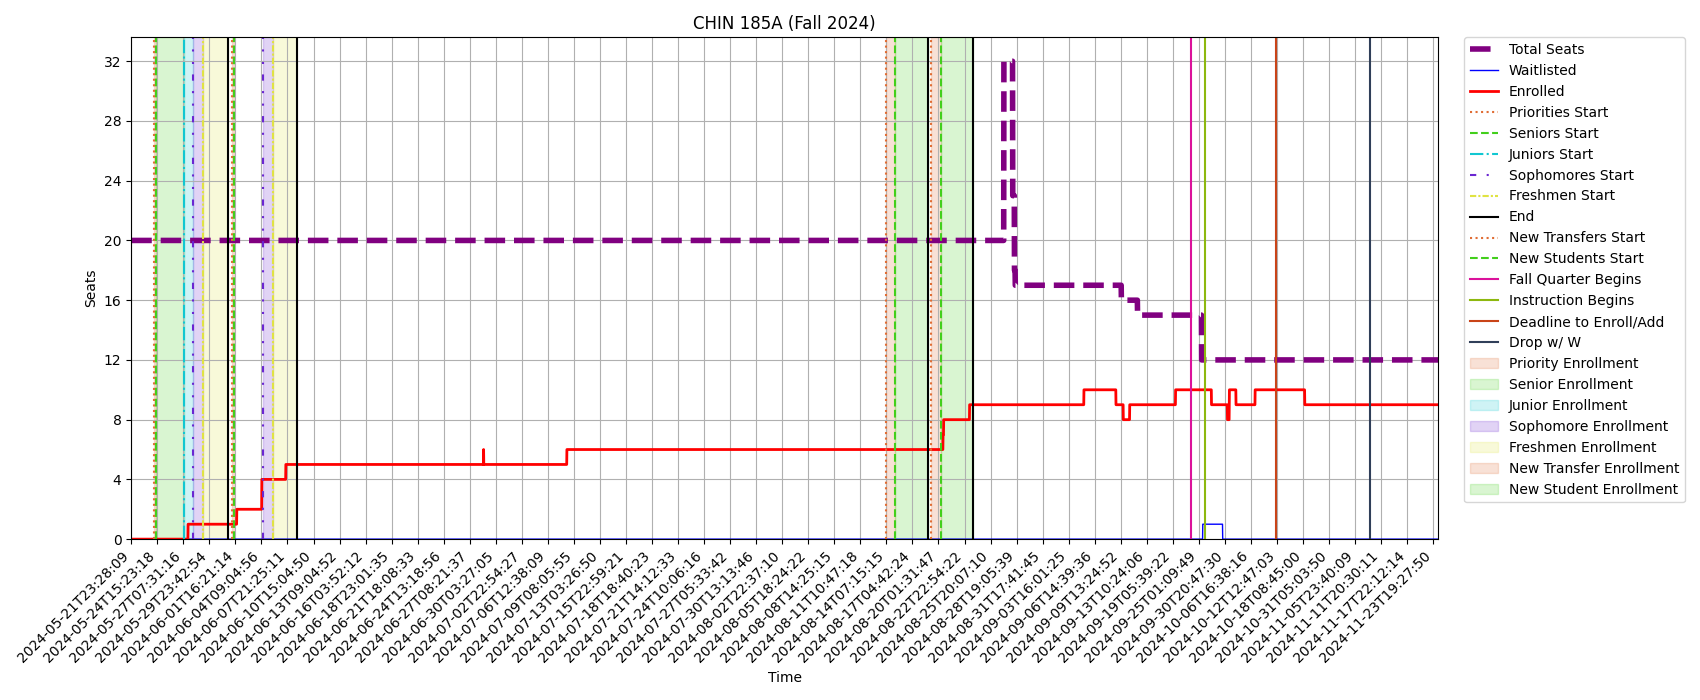 CHIN 185A (Fall 2024)
Seats
32
28
24
20
16
12
8
4
0
2024-05-21T23:28:09
2024-05-24T15:23:18
2024-05-27T07:31:16
2024-05-29T23:42:54
2024-06-01T16:21:14
2024-06-04T09:04:56
2024-06-07T21:25:11
2024-06-10T15:04:50
2024-06-13T09:04:52
2024-06-16T03:52:12
2024-06-18T23:01:35
2024-06-21T18:08:33
2024-06-24T13:18:56
2024-06-27T08:21:37
2024-06-30T03:27:05
2024-07-02T22:54:27
2024-07-06T12:38:09
2024-07-09T08:05:55
2024-07-13T03:26:50
2024-07-15T22:59:21
2024-07-18T18:40:23
2024-07-21T14:12:33
2024-07-24T10:06:16
2024-07-27T05:33:42
2024-07-30T13:13:46
2024-08-02T22:37:10
2024-08-05T18:24:22
2024-08-08T14:25:15
2024-08-11T10:47:18
2024-08-14T07:15:15
2024-08-17T04:42:24
2024-08-20T01:31:47
2024-08-22T22:54:22
2024-08-25T20:07:10
2024-08-28T19:05:39
2024-08-31T17:41:45
2024-09-03T16:01:25
2024-09-06T14:39:36
2024-09-09T13:24:52
2024-09-13T10:24:06
2024-09-19T05:39:22
2024-09-25T01:09:49
2024-09-30T20:47:30
2024-10-06T16:38:16
2024-10-12T12:47:03
2024-10-18T08:45:00
2024-10-31T05:03:50
2024-11-05T23:40:09
2024-11-11T20:30:11
2024-11-17T22:12:14
2024-11-23T19:27:50
Time
Total Seats
Waitlisted
Enrolled
Priorities Start
Seniors Start
Juniors Start
Sophomores Start
Freshmen Start
End
New Transfers Start
New Students Start
Fall Quarter Begins
Instruction Begins
Deadline to Enroll/Add
Drop w/ W
Priority Enrollment
Senior Enrollment
Junior Enrollment
Sophomore Enrollment
Freshmen Enrollment
New Transfer Enrollment
New Student Enrollment